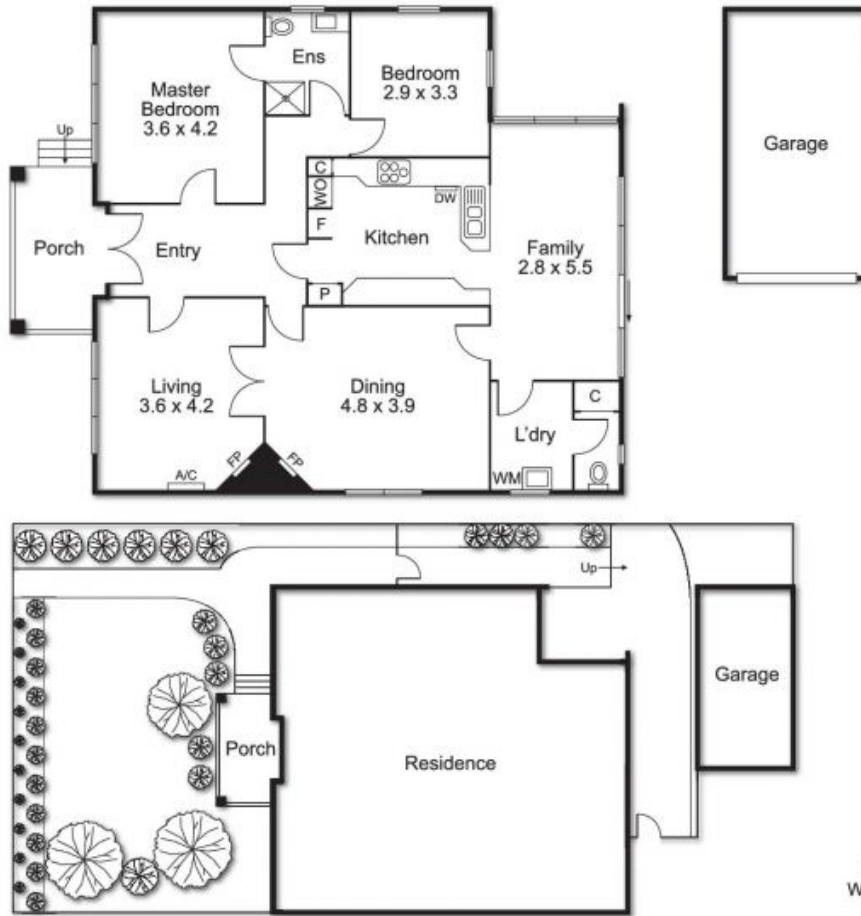 Ens
Master
Bedroom
3.6 x 4.2
Bedroom
2.9 x 3.3
Garage
Up
C
WO
DW
F
Porch
Entry
Kitchen
Family
2.8 x 5.5
P
Living
3.6 x 4.2
Dining
4.8 x 3.9
C
L'dry
FP
FP
A/C
WM
Up
Garage
Porch
Residence
W